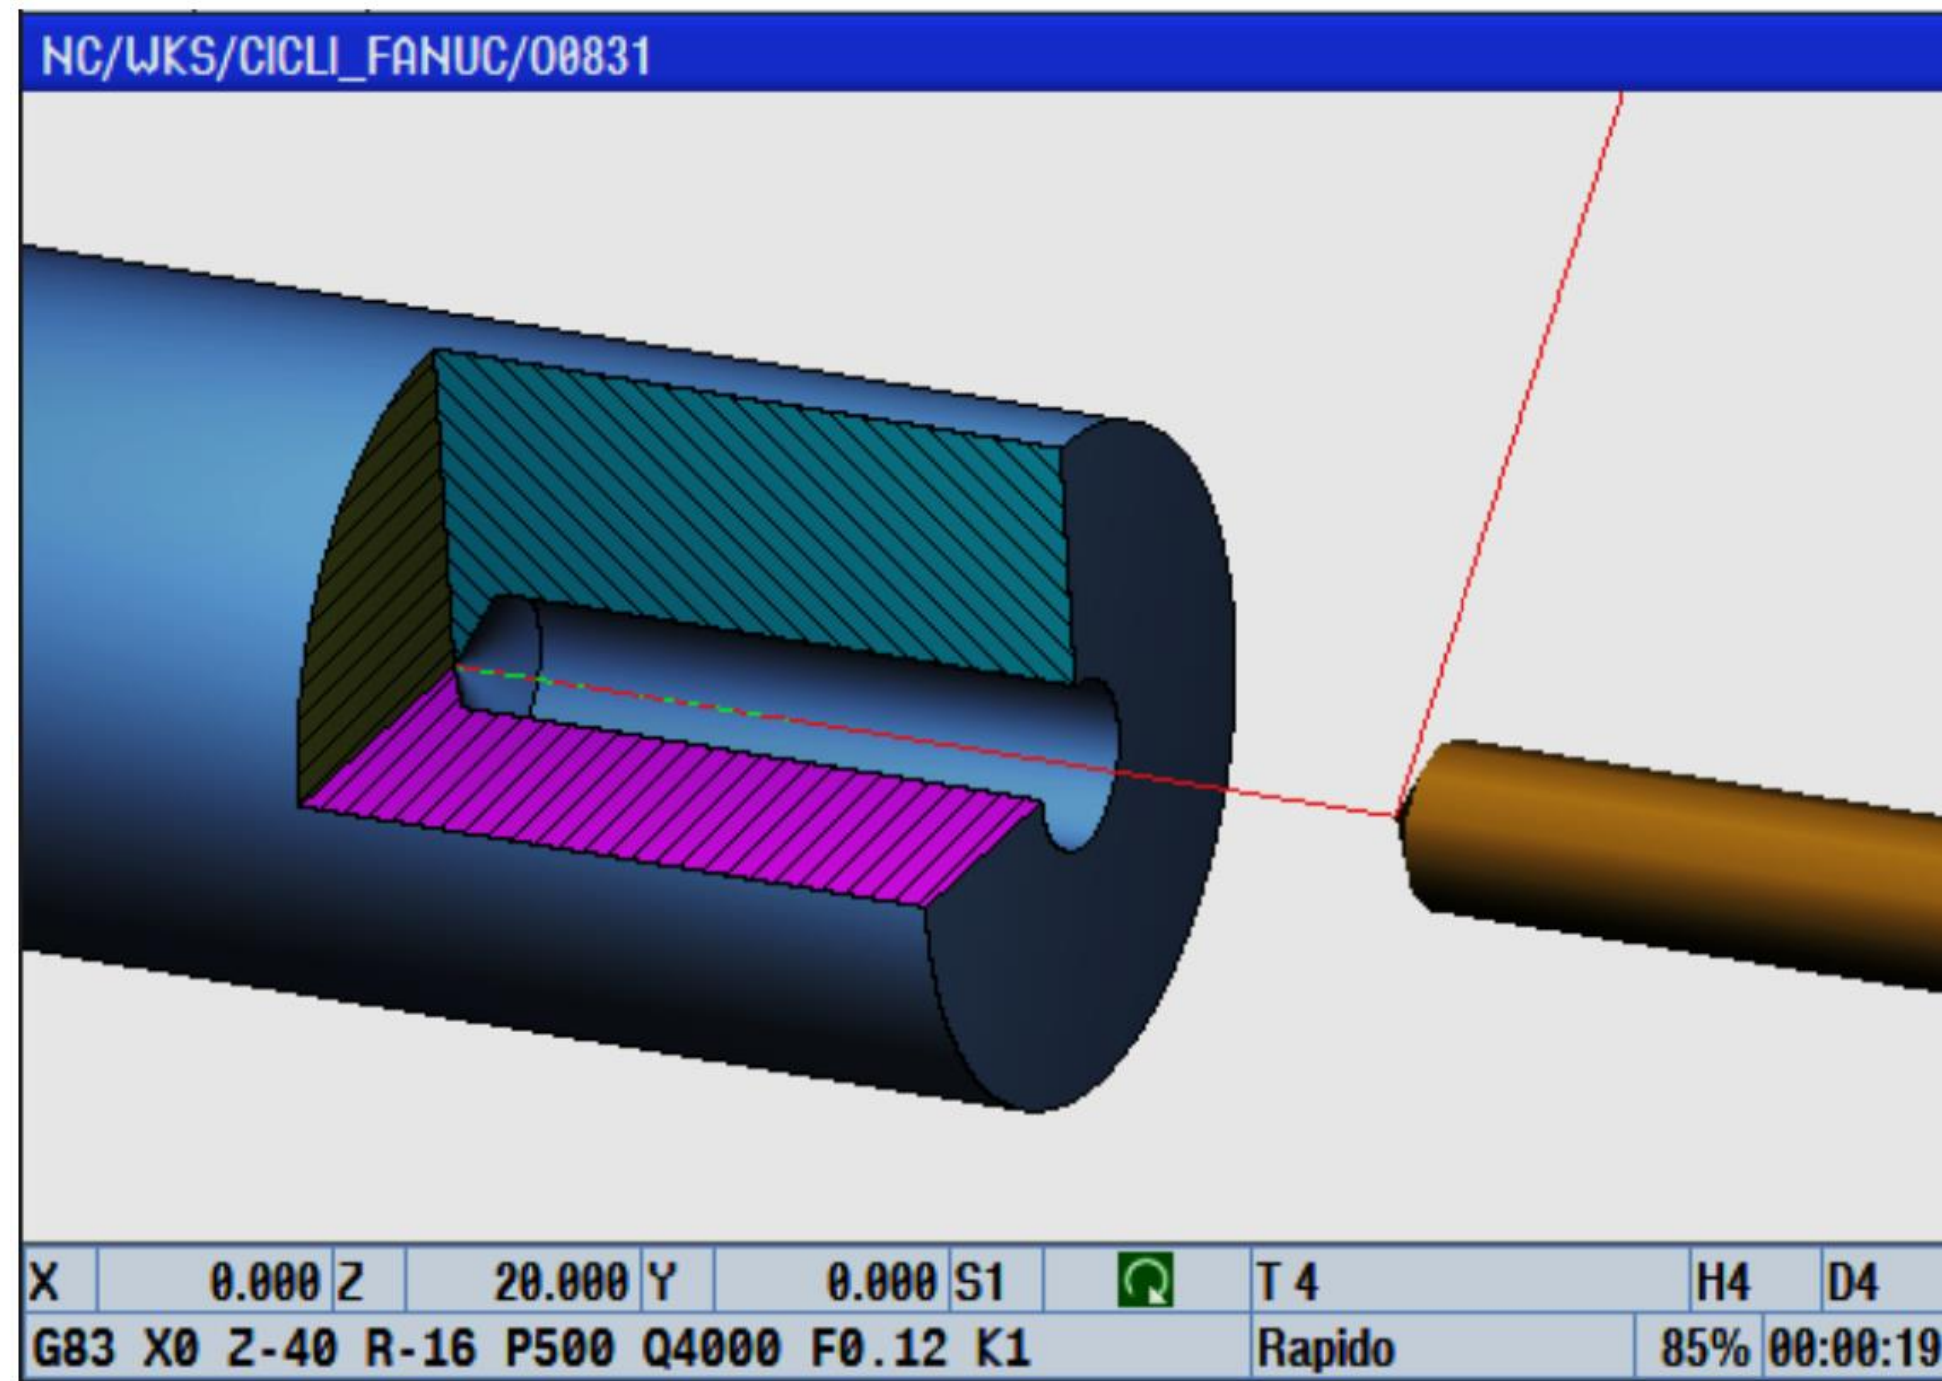 NC/WKS/CICLI_FANUC/O0831
X 0.000 Z 20.000 Y 0.000 S1 T 4 H4 D4
G83 X0 Z-40 R-16 P500 Q4000 F0.12 K1 Rapido 85% 00:00:19